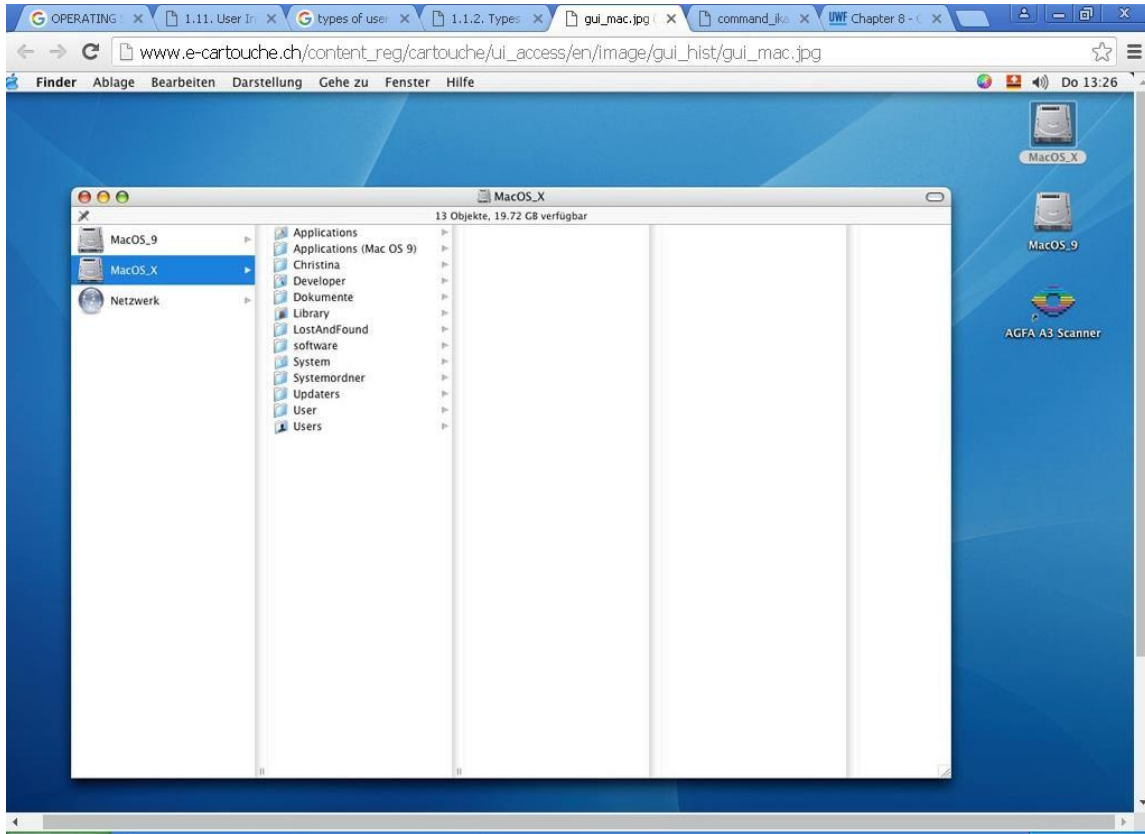 OPERATING S 1.11. User In types of user 1.1.2. Types gui_mac.jpg ( command_ika UWF Chapter 8 - C
www.e-cartouche.ch/content_reg/cartouche/ui_access/en/image/gui_hist/gui_mac.jpg
Finder Ablage Bearbeiten Darstellung Gehe zu Fenster Hilfe Do 13:26
MacOS_X
MacOS_9
AGFA A3 Scanner
MacOS_X
13 Objekte, 19.72 GB verfügbar
MacOS_9
MacOS_X
Netzwerk
Applications
Applications (Mac OS 9)
Christina
Developer
Dokumente
Library
LostAndFound
software
System
Systemordner
Updaters
User
Users